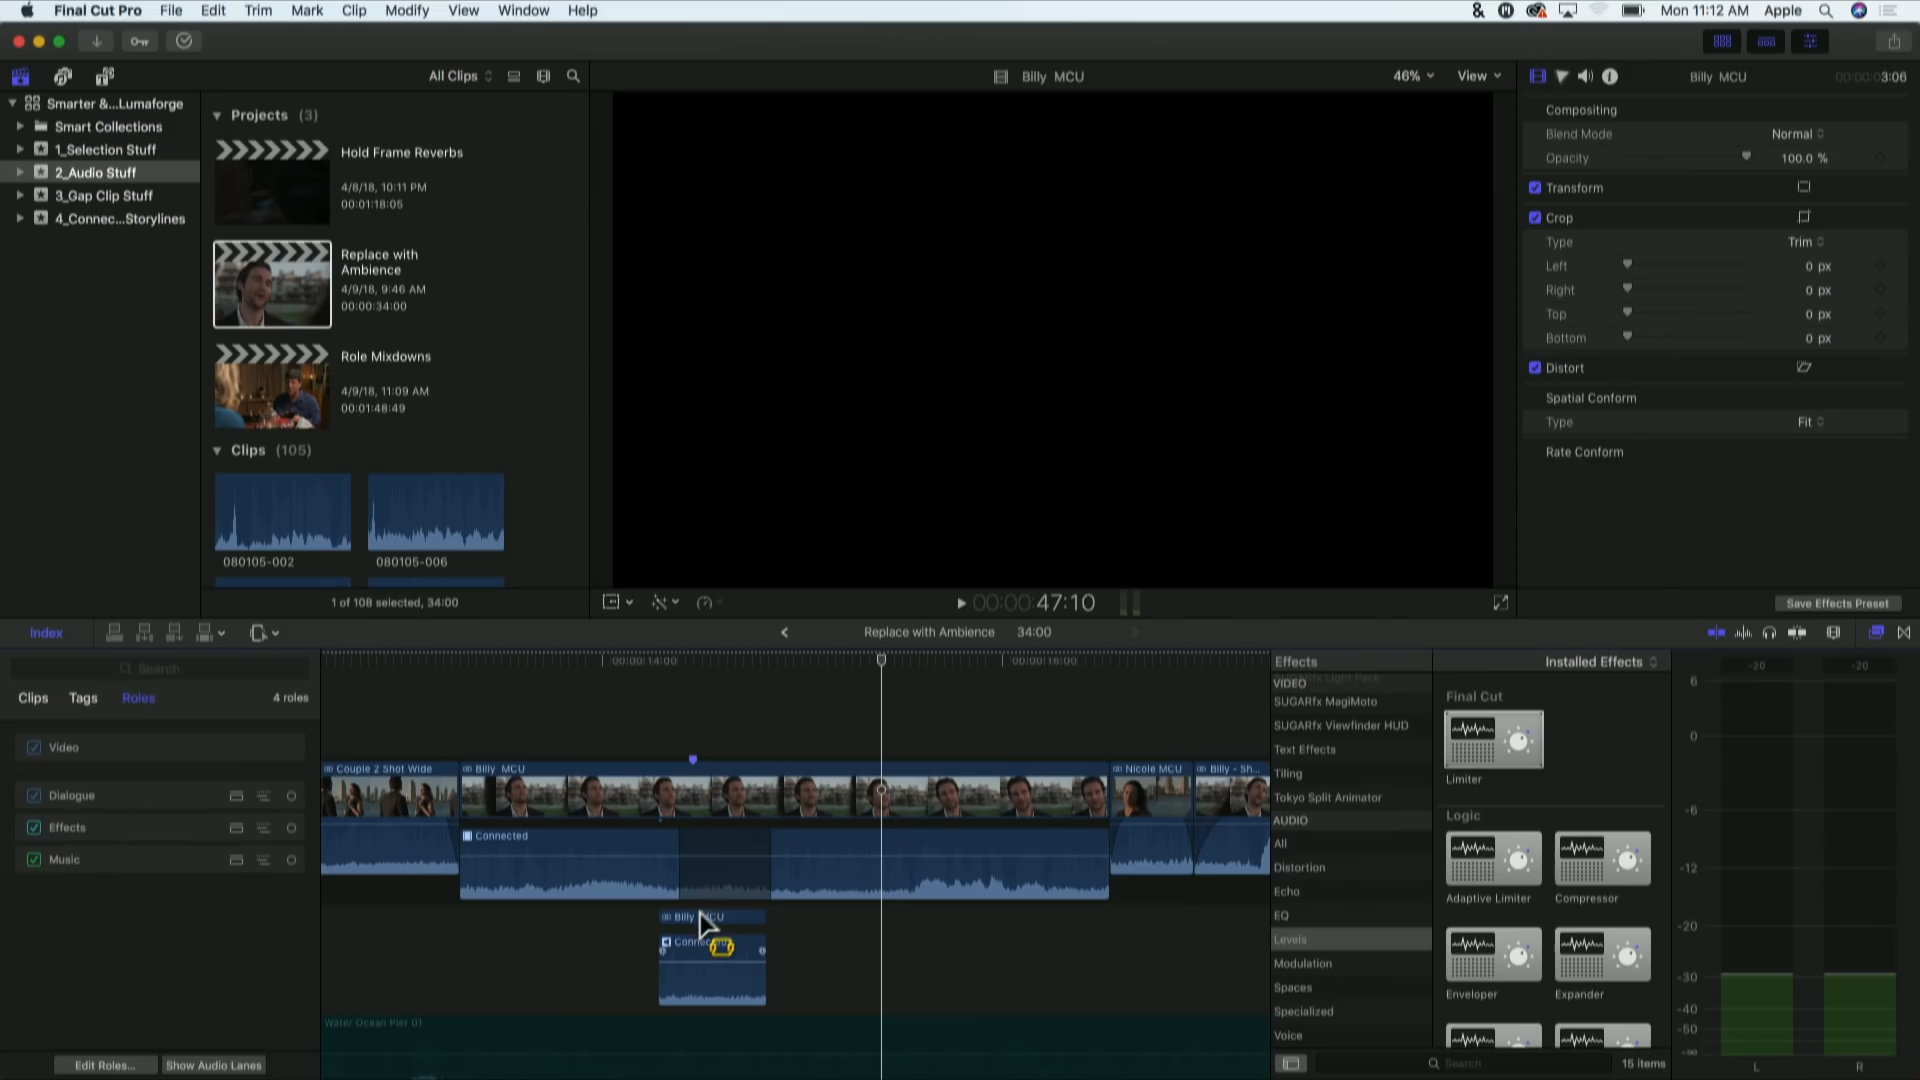 Final Cut Pro File Edit Trim Mark Clip Modify View Window Help
Mon 11:12 AM Apple
All Clips
Billy MCU
46% View
Billy MCU
00:00:03:06
Smarter &...Lumaforge
Smart Collections
1_Selection Stuff
2_Audio Stuff
3_Gap Clip Stuff
4_Connec...Storylines
Projects (3)
Hold Frame Reverbs
4/8/18, 10:11 PM
00:01:18:05
Replace with
Ambience
4/9/18, 9:46 AM
00:00:34:00
Role Mixdowns
4/9/18, 11:09 AM
00:01:48:49
Clips (105)
080105-002
080105-006
1 of 108 selected, 34:00
00:00:47:10
Compositing
Blend Mode Normal
Opacity 100.0 %
Transform
Crop
Type Trim
Left 0 px
Right 0 px
Top 0 px
Bottom 0 px
Distort
Spatial Conform
Type Fit
Rate Conform
Save Effects Preset
Index
Replace with Ambience 34:00
Search
Clips Tags Roles 4 roles
Video
Dialogue
Effects
Music
Edit Roles... Show Audio Lanes
00:00:14:00
00:00:16:00
Couple 2 Shot Wide
Billy MCU
Nicole MCU
Billy - Sh...
Connected
Billy MCU
Water Ocean Pier 01
Effects
Installed Effects
SUGARfx Light Pack
VIDEO
SUGARfx MagiMoto
SUGARfx Viewfinder HUD
Text Effects
Tiling
Tokyo Split Animator
AUDIO
All
Distortion
Echo
EQ
Levels
Modulation
Spaces
Specialized
Voice
Final Cut
Limiter
Logic
Adaptive Limiter
Compressor
Enveloper
Expander
Search
15 items
-20 -20
6
0
-6
-12
-20
-30
-40
-50
-∞
L R